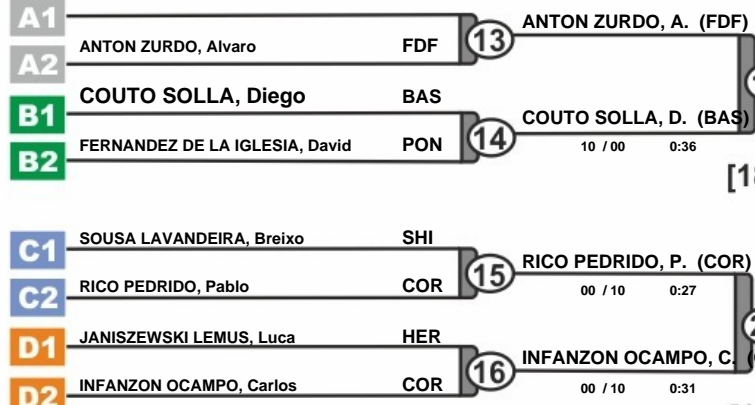 A1
ANTON ZURDO, Alvaro FDF
A2
13
ANTON ZURDO, A. (FDF)
B1
COUTO SOLLA, Diego BAS
B2
FERNANDEZ DE LA IGLESIA, David PON
14
COUTO SOLLA, D. (BAS)
10 / 00 0:36
C1
SOUSA LAVANDEIRA, Breixo SHI
C2
RICO PEDRIDO, Pablo COR
15
RICO PEDRIDO, P. (COR)
00 / 10 0:27
D1
JANISZEWSKI LEMUS, Luca HER
D2
INFANZON OCAMPO, Carlos COR
16
INFANZON OCAMPO, C.
00 / 10 0:31